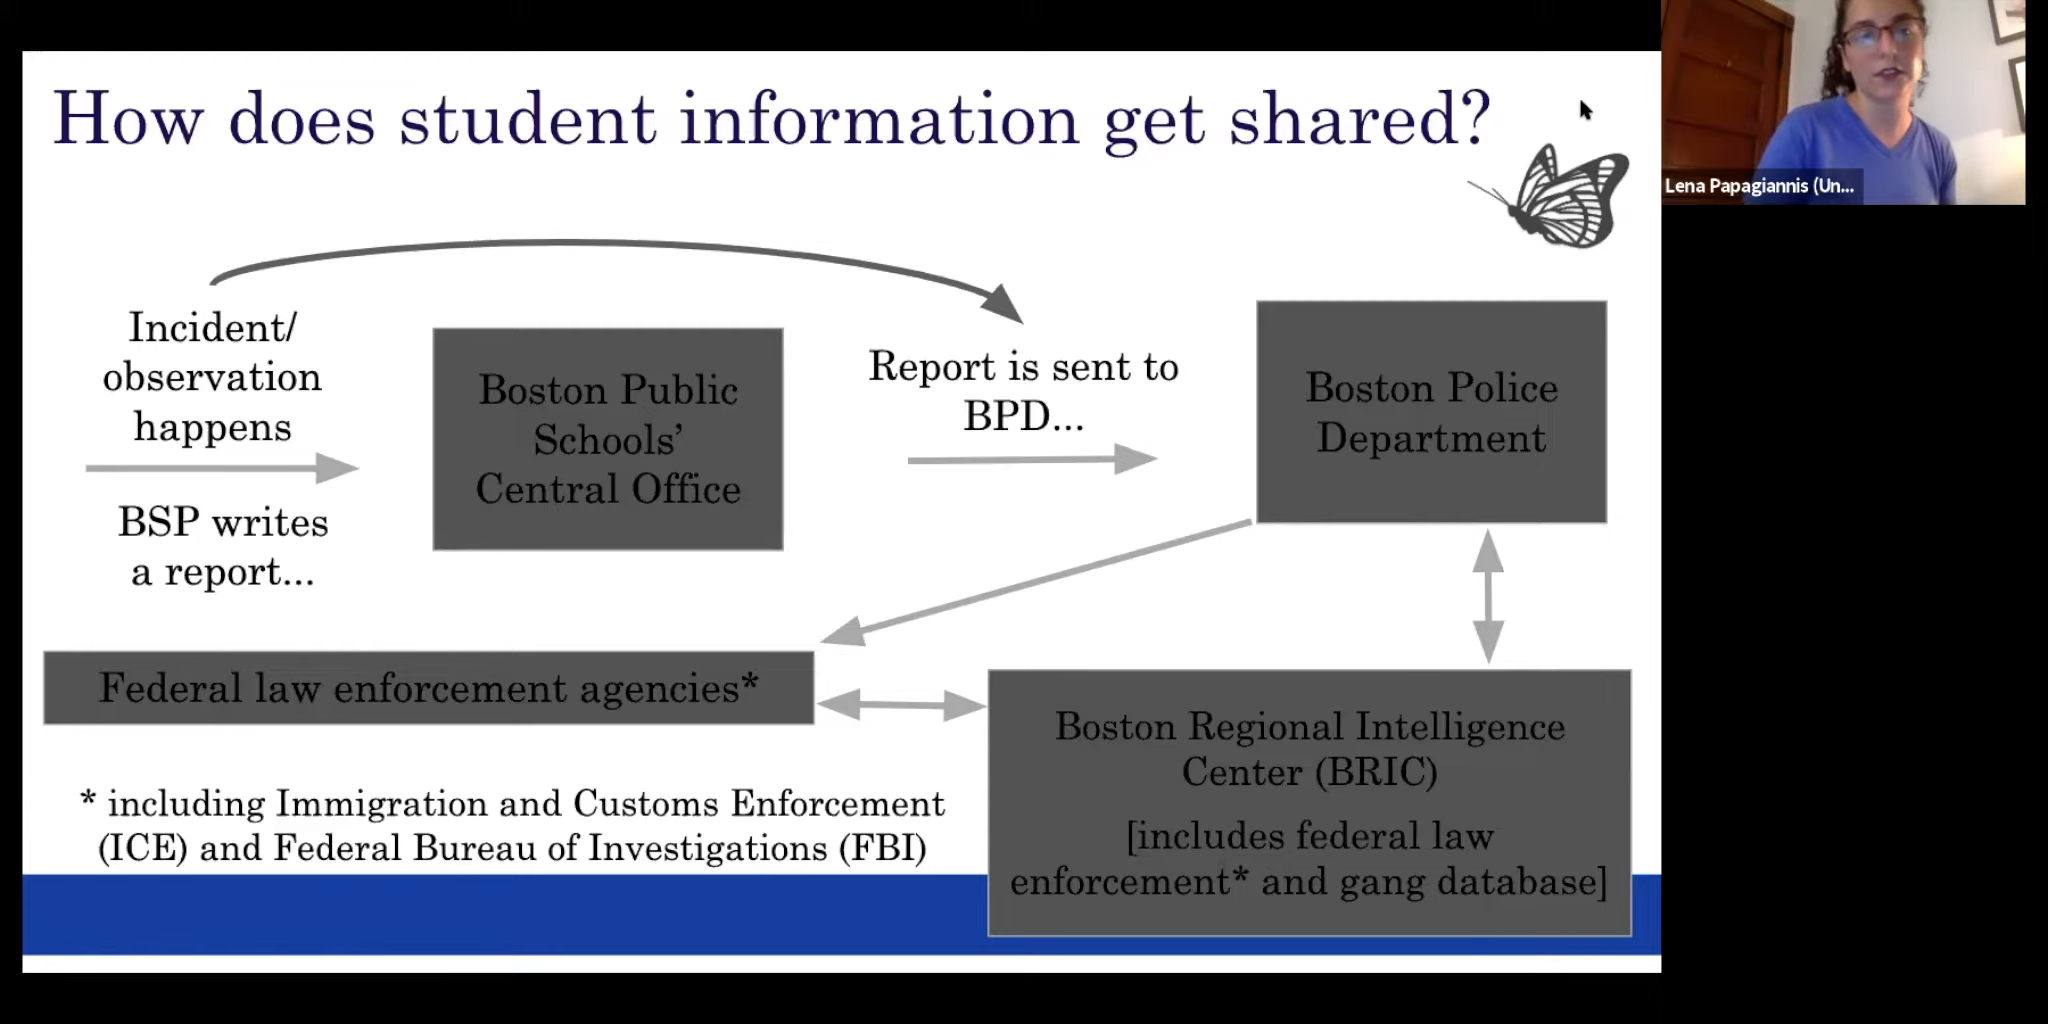 How does student information get shared?
Lena Papagiannis (Un...
Incident/
observation
happens
BSP writes
a report...
Boston Public
Schools’
Central Office
Report is sent to
BPD...
Boston Police
Department
Federal law enforcement agencies*
* including Immigration and Customs Enforcement
(ICE) and Federal Bureau of Investigations (FBI)
Boston Regional Intelligence
Center (BRIC)
[includes federal law
enforcement* and gang database]